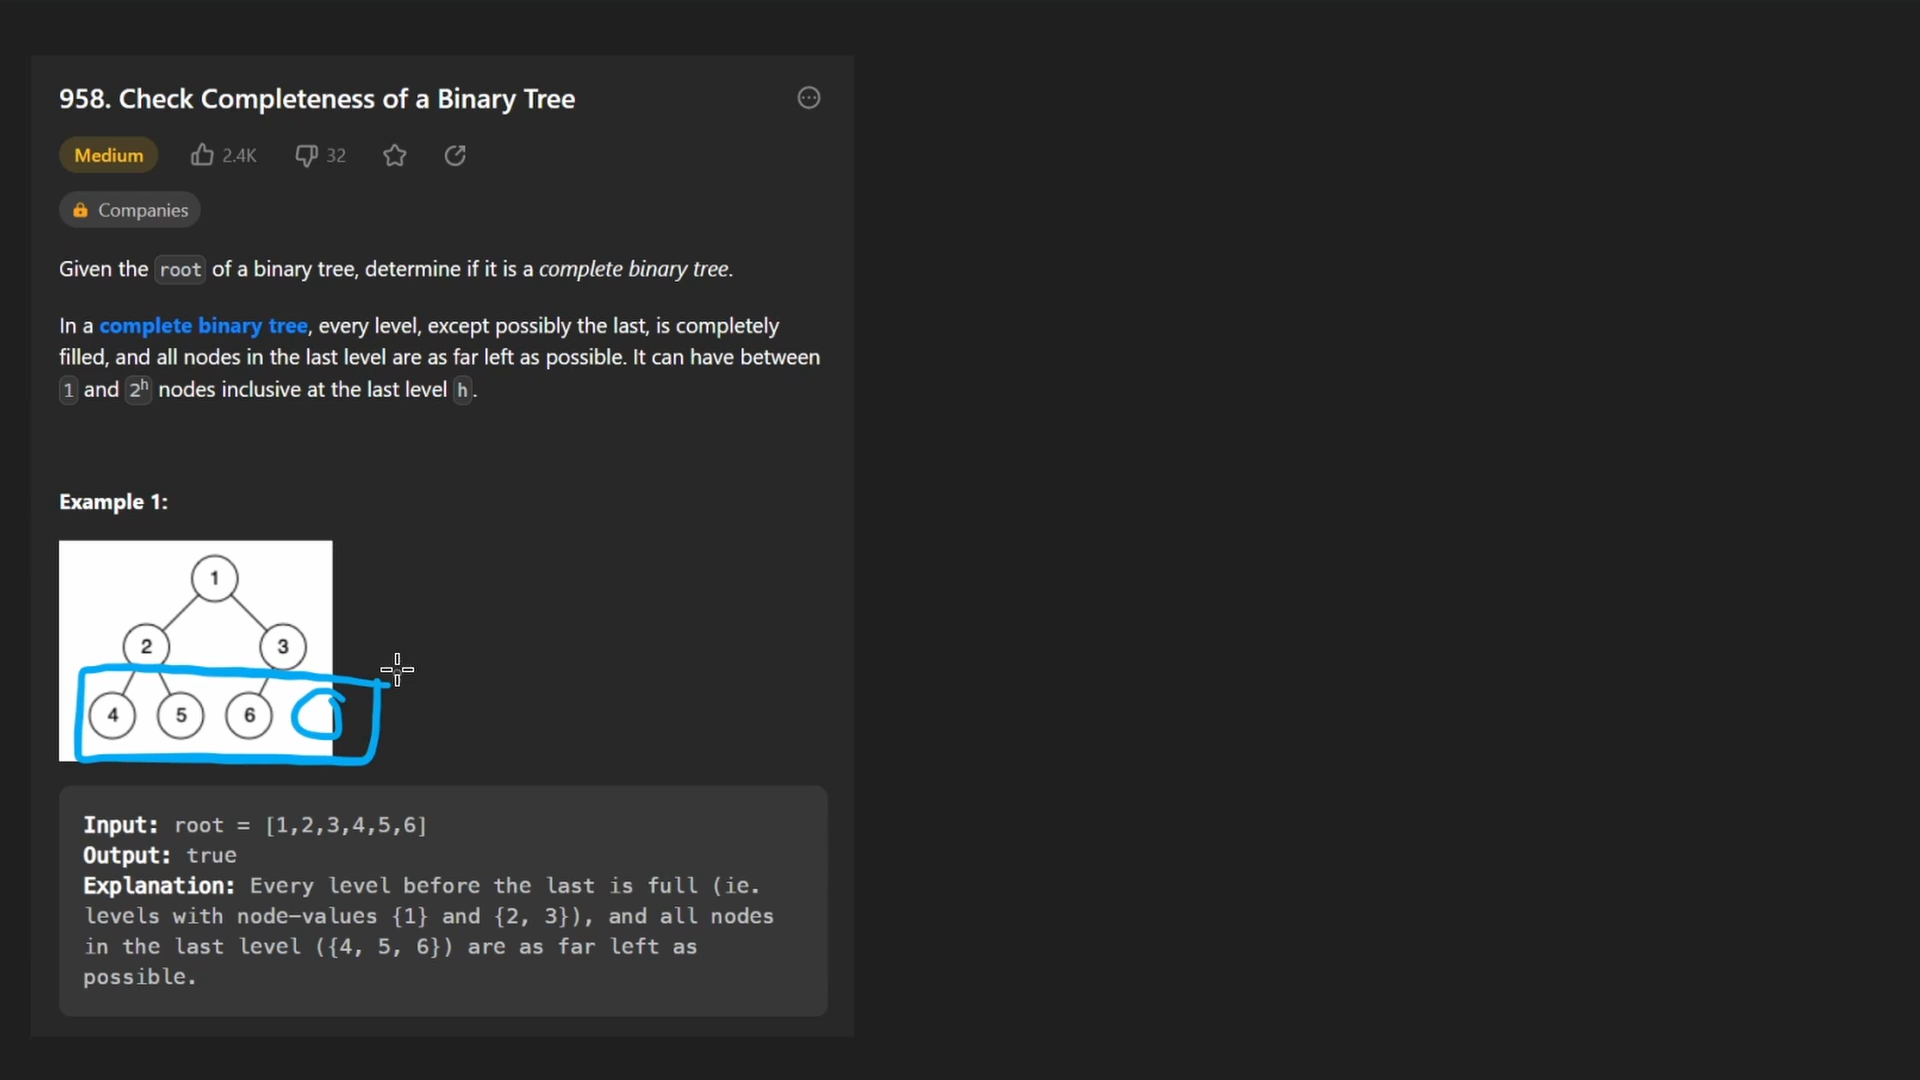 958. Check Completeness of a Binary Tree
Medium 2.4K 32
Companies
Given the root of a binary tree, determine if it is a complete binary tree.
In a complete binary tree, every level, except possibly the last, is completely
filled, and all nodes in the last level are as far left as possible. It can have between
1 and 2ʰ nodes inclusive at the last level h.
Example 1:
1
2 3
4 5 6
Input: root = [1,2,3,4,5,6]
Output: true
Explanation: Every level before the last is full (ie.
levels with node-values {1} and {2, 3}), and all nodes
in the last level ({4, 5, 6}) are as far left as
possible.